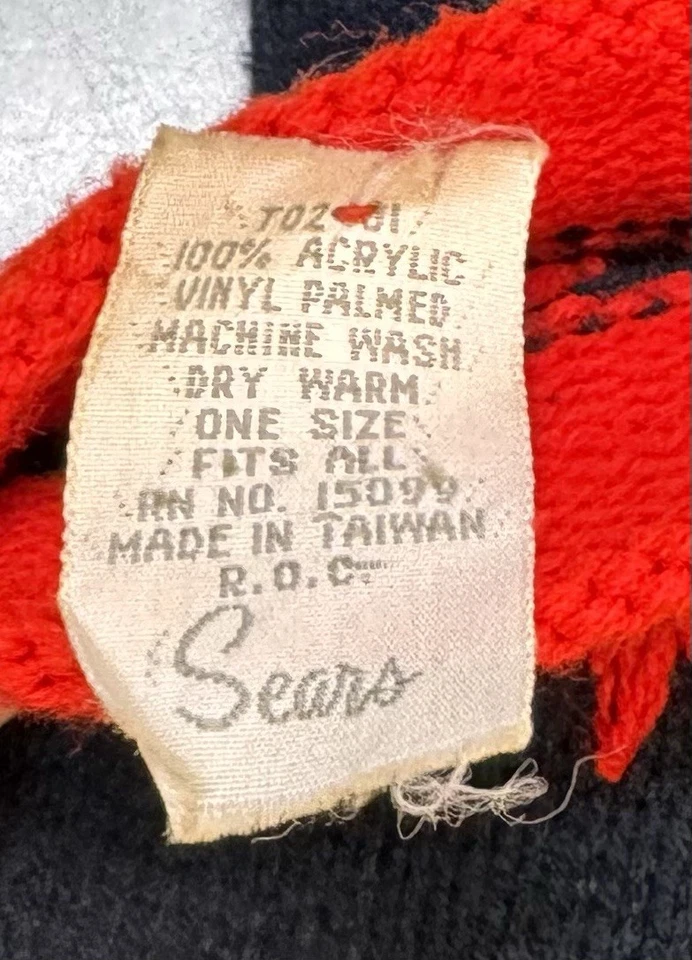 100% ACRYLIC
VINYL PALMED
MACHINE WASH
DRY WARM
ONE SIZE
FITS ALL
RN NO. 15099
MADE IN TAIWAN
R.O.C.
Sears